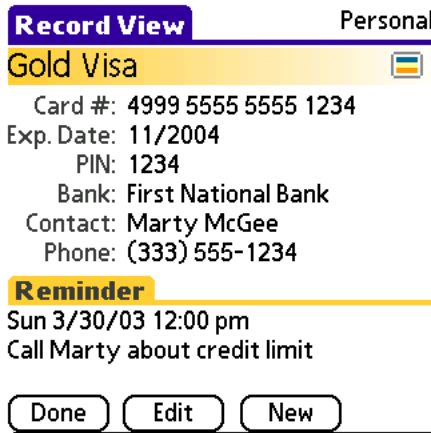 Record View Personal
Gold Visa
Card #: 4999 5555 5555 1234
Exp. Date: 11/2004
PIN: 1234
Bank: First National Bank
Contact: Marty McGee
Phone: (333) 555-1234
Reminder
Sun 3/30/03 12:00 pm
Call Marty about credit limit
Done Edit New